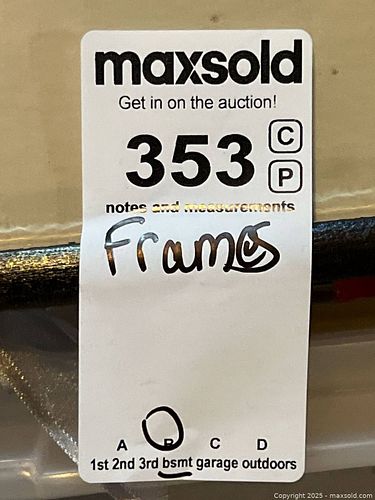 maxsold
Get in on the auction!
353
C
P
notes and measurements
Frames
A B C D
1st 2nd 3rd bsmt garage outdoors
Copyright © 2025 - maxsold.com